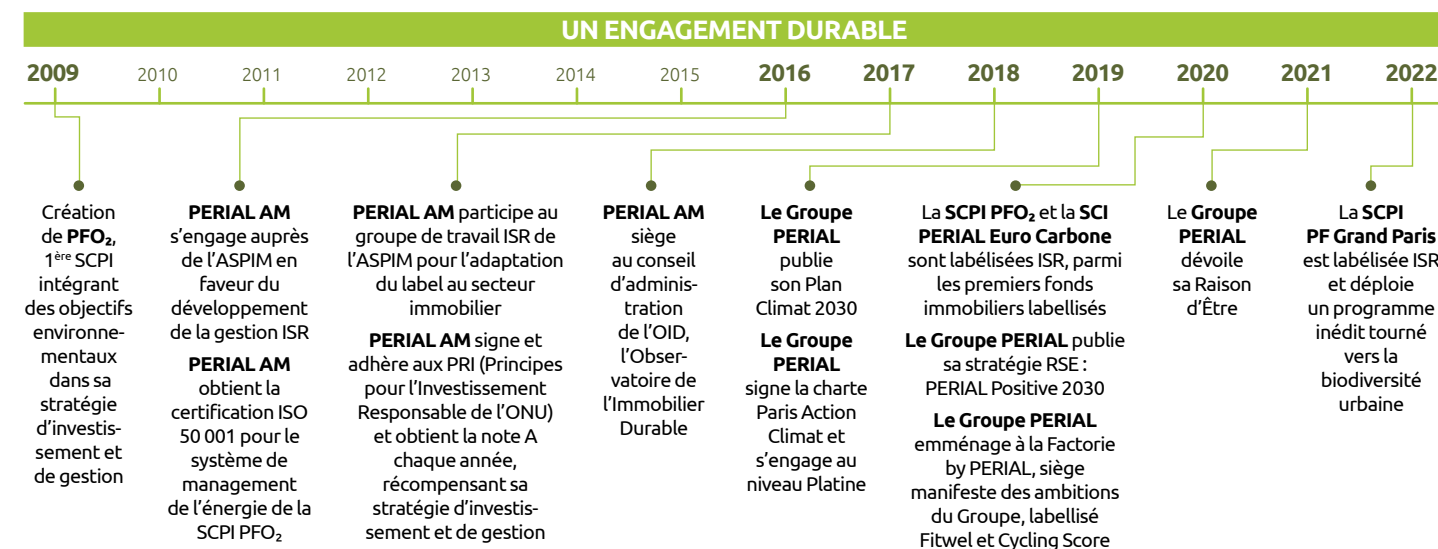 UN ENGAGEMENT DURABLE
2009 2010 2011 2012 2013 2014 2015 2016 2017 2018 2019 2020 2021 2022
Création
de PFO₂,
1ère SCPI
intégrant
des objectifs
environne-
mentaux
dans sa
stratégie
d’investis-
sement et
de gestion
PERIAL AM
s’engage auprès
de l’ASPIM en
faveur du
développement
de la gestion ISR
PERIAL AM
obtient la
certification ISO
50 001 pour le
système de
management
de l’énergie de la
SCPI PFO₂
PERIAL AM participe au
groupe de travail ISR de
l’ASPIM pour l’adaptation
du label au secteur
immobilier
PERIAL AM signe et
adhère aux PRI (Principes
pour l’Investissement
Responsable de l’ONU)
et obtient la note A
chaque année,
récompensant sa
stratégie d’investis-
sement et de gestion
PERIAL AM
siège
au conseil
d’adminis-
tration
de l’OID,
l’Obser-
vatoire de
l’Immobilier
Durable
Le Groupe
PERIAL
publie
son Plan
Climat 2030
Le Groupe
PERIAL
signe la charte
Paris Action
Climat et
s’engage au
niveau Platine
La SCPI PFO₂ et la SCI
PERIAL Euro Carbone
sont labélisées ISR, parmi
les premiers fonds
immobiliers labellisés
Le Groupe PERIAL publie
sa stratégie RSE :
PERIAL Positive 2030
Le Groupe PERIAL
emménage à la Factorie
by PERIAL, siège
manifeste des ambitions
du Groupe, labellisé
Fitwel et Cycling Score
Le Groupe
PERIAL
dévoile
sa Raison
d’Être
La SCPI
PF Grand Paris
est labélisée ISR
et déploie
un programme
inédit tourné
vers la
biodiversité
urbaine